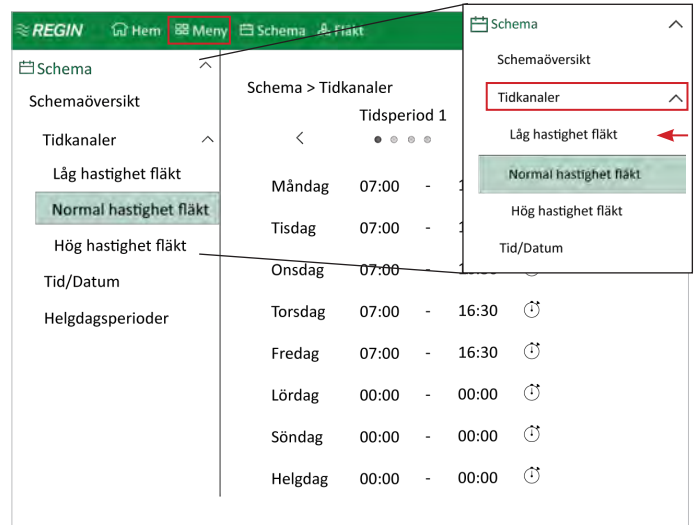 REGIN Hem Meny Schema Fläkt
Schema
Schemaöversikt
Tidkanaler
Låg hastighet fläkt
Normal hastighet fläkt
Hög hastighet fläkt
Tid/Datum
Helgdagsperioder
Schema > Tidkanaler
Tidsperiod 1
Måndag 07:00 -
Tisdag 07:00 -
Onsdag 07:00 -
Torsdag 07:00 - 16:30
Fredag 07:00 - 16:30
Lördag 00:00 - 00:00
Söndag 00:00 - 00:00
Helgdag 00:00 - 00:00
Schema
Schemaöversikt
Tidkanaler
Låg hastighet fläkt
Normal hastighet fläkt
Hög hastighet fläkt
Tid/Datum